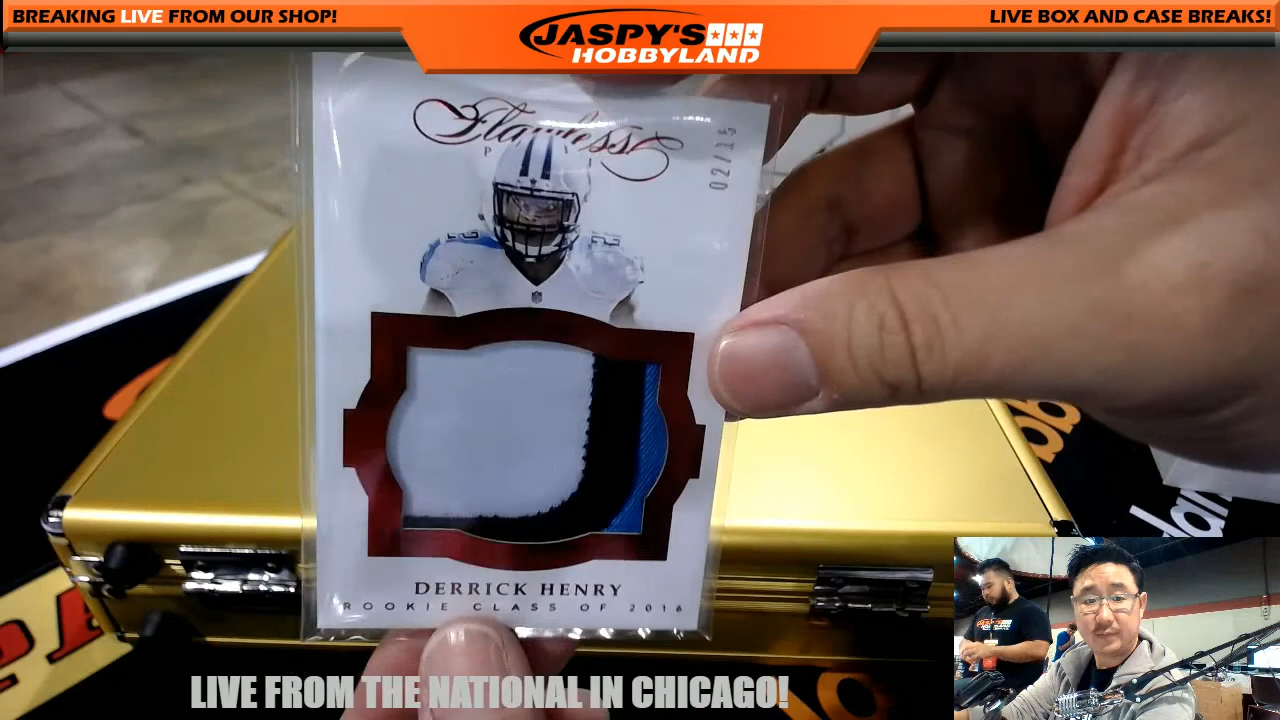 BREAKING LIVE FROM OUR SHOP!
JASPY'S
HOBBYLAND
LIVE BOX AND CASE BREAKS!
Flawless
02/15
22
DERRICK HENRY
ROOKIE CLASS OF 2016
LIVE FROM THE NATIONAL IN CHICAGO!